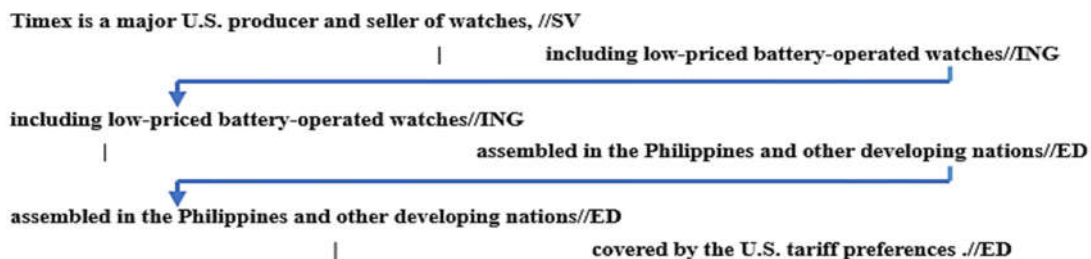 Timex is a major U.S. producer and seller of watches, //SV
| including low-priced battery-operated watches//ING
including low-priced battery-operated watches//ING
| assembled in the Philippines and other developing nations//ED
assembled in the Philippines and other developing nations//ED
| covered by the U.S. tariff preferences .//ED